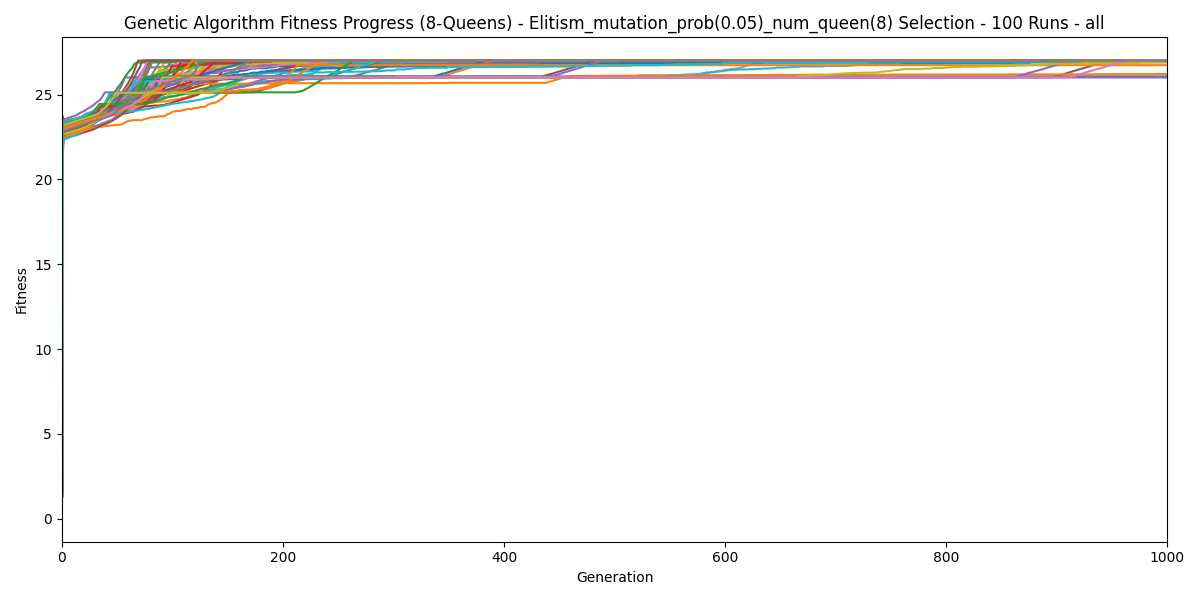 Genetic Algorithm Fitness Progress (8-Queens) - Elitism_mutation_prob(0.05)_num_queen(8) Selection - 100 Runs - all
25
20
15
10
5
0
Fitness
0 200 400 600 800 1000
Generation